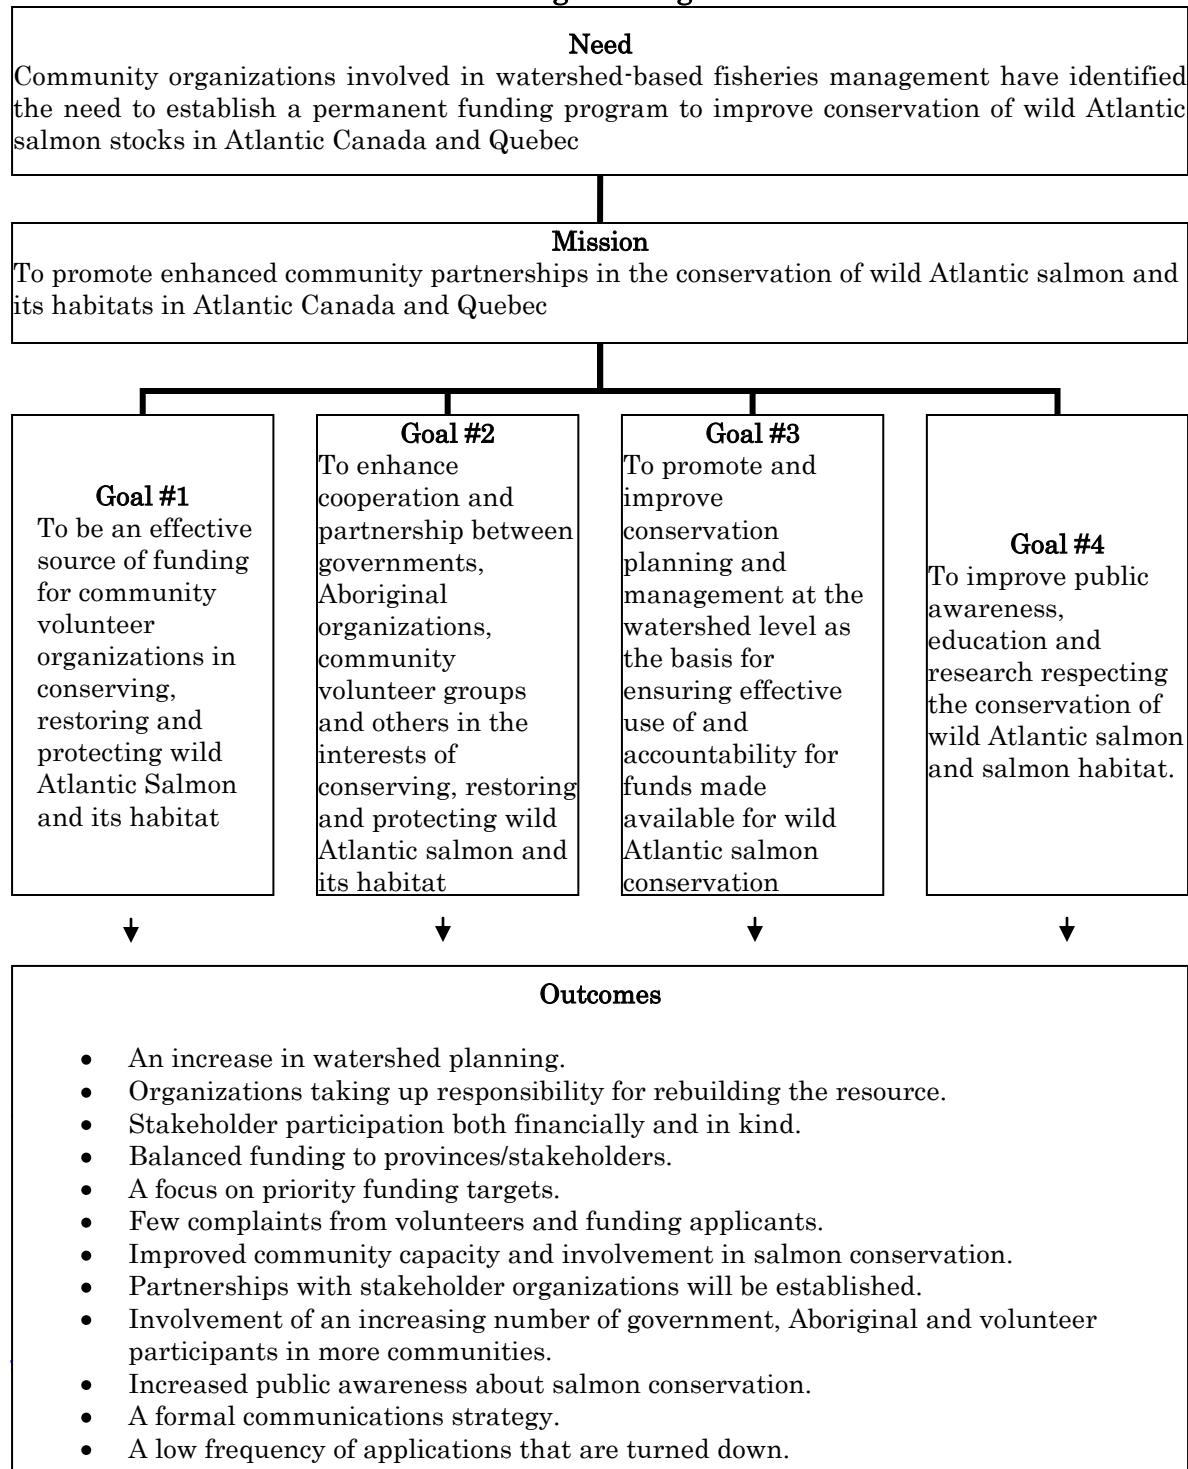 Need
Community organizations involved in watershed-based fisheries management have identified
the need to establish a permanent funding program to improve conservation of wild Atlantic
salmon stocks in Atlantic Canada and Quebec
Mission
To promote enhanced community partnerships in the conservation of wild Atlantic salmon and
its habitats in Atlantic Canada and Quebec
Goal #1
To be an effective
source of funding
for community
volunteer
organizations in
conserving,
restoring and
protecting wild
Atlantic Salmon
and its habitat
Goal #2
To enhance
cooperation and
partnership between
governments,
Aboriginal
organizations,
community
volunteer groups
and others in the
interests of
conserving, restoring
and protecting wild
Atlantic salmon and
its habitat
Goal #3
To promote and
improve
conservation
planning and
management at the
watershed level as
the basis for
ensuring effective
use of and
accountability for
funds made
available for wild
Atlantic salmon
conservation
Goal #4
To improve public
awareness,
education and
research respecting
the conservation of
wild Atlantic salmon
and salmon habitat.
Outcomes
• An increase in watershed planning.
• Organizations taking up responsibility for rebuilding the resource.
• Stakeholder participation both financially and in kind.
• Balanced funding to provinces/stakeholders.
• A focus on priority funding targets.
• Few complaints from volunteers and funding applicants.
• Improved community capacity and involvement in salmon conservation.
• Partnerships with stakeholder organizations will be established.
• Involvement of an increasing number of government, Aboriginal and volunteer
participants in more communities.
• Increased public awareness about salmon conservation.
• A formal communications strategy.
• A low frequency of applications that are turned down.